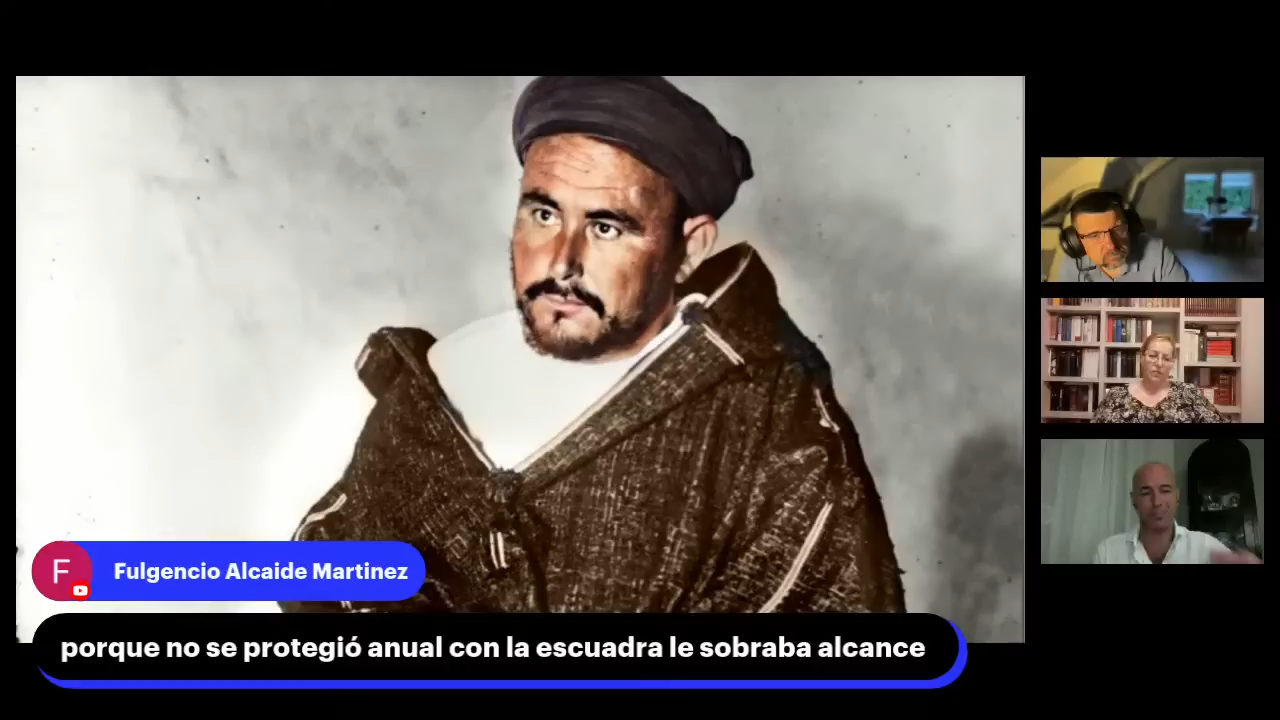 F
Fulgencio Alcaide Martinez
porque no se protegió anual con la escuadra le sobraba alcance